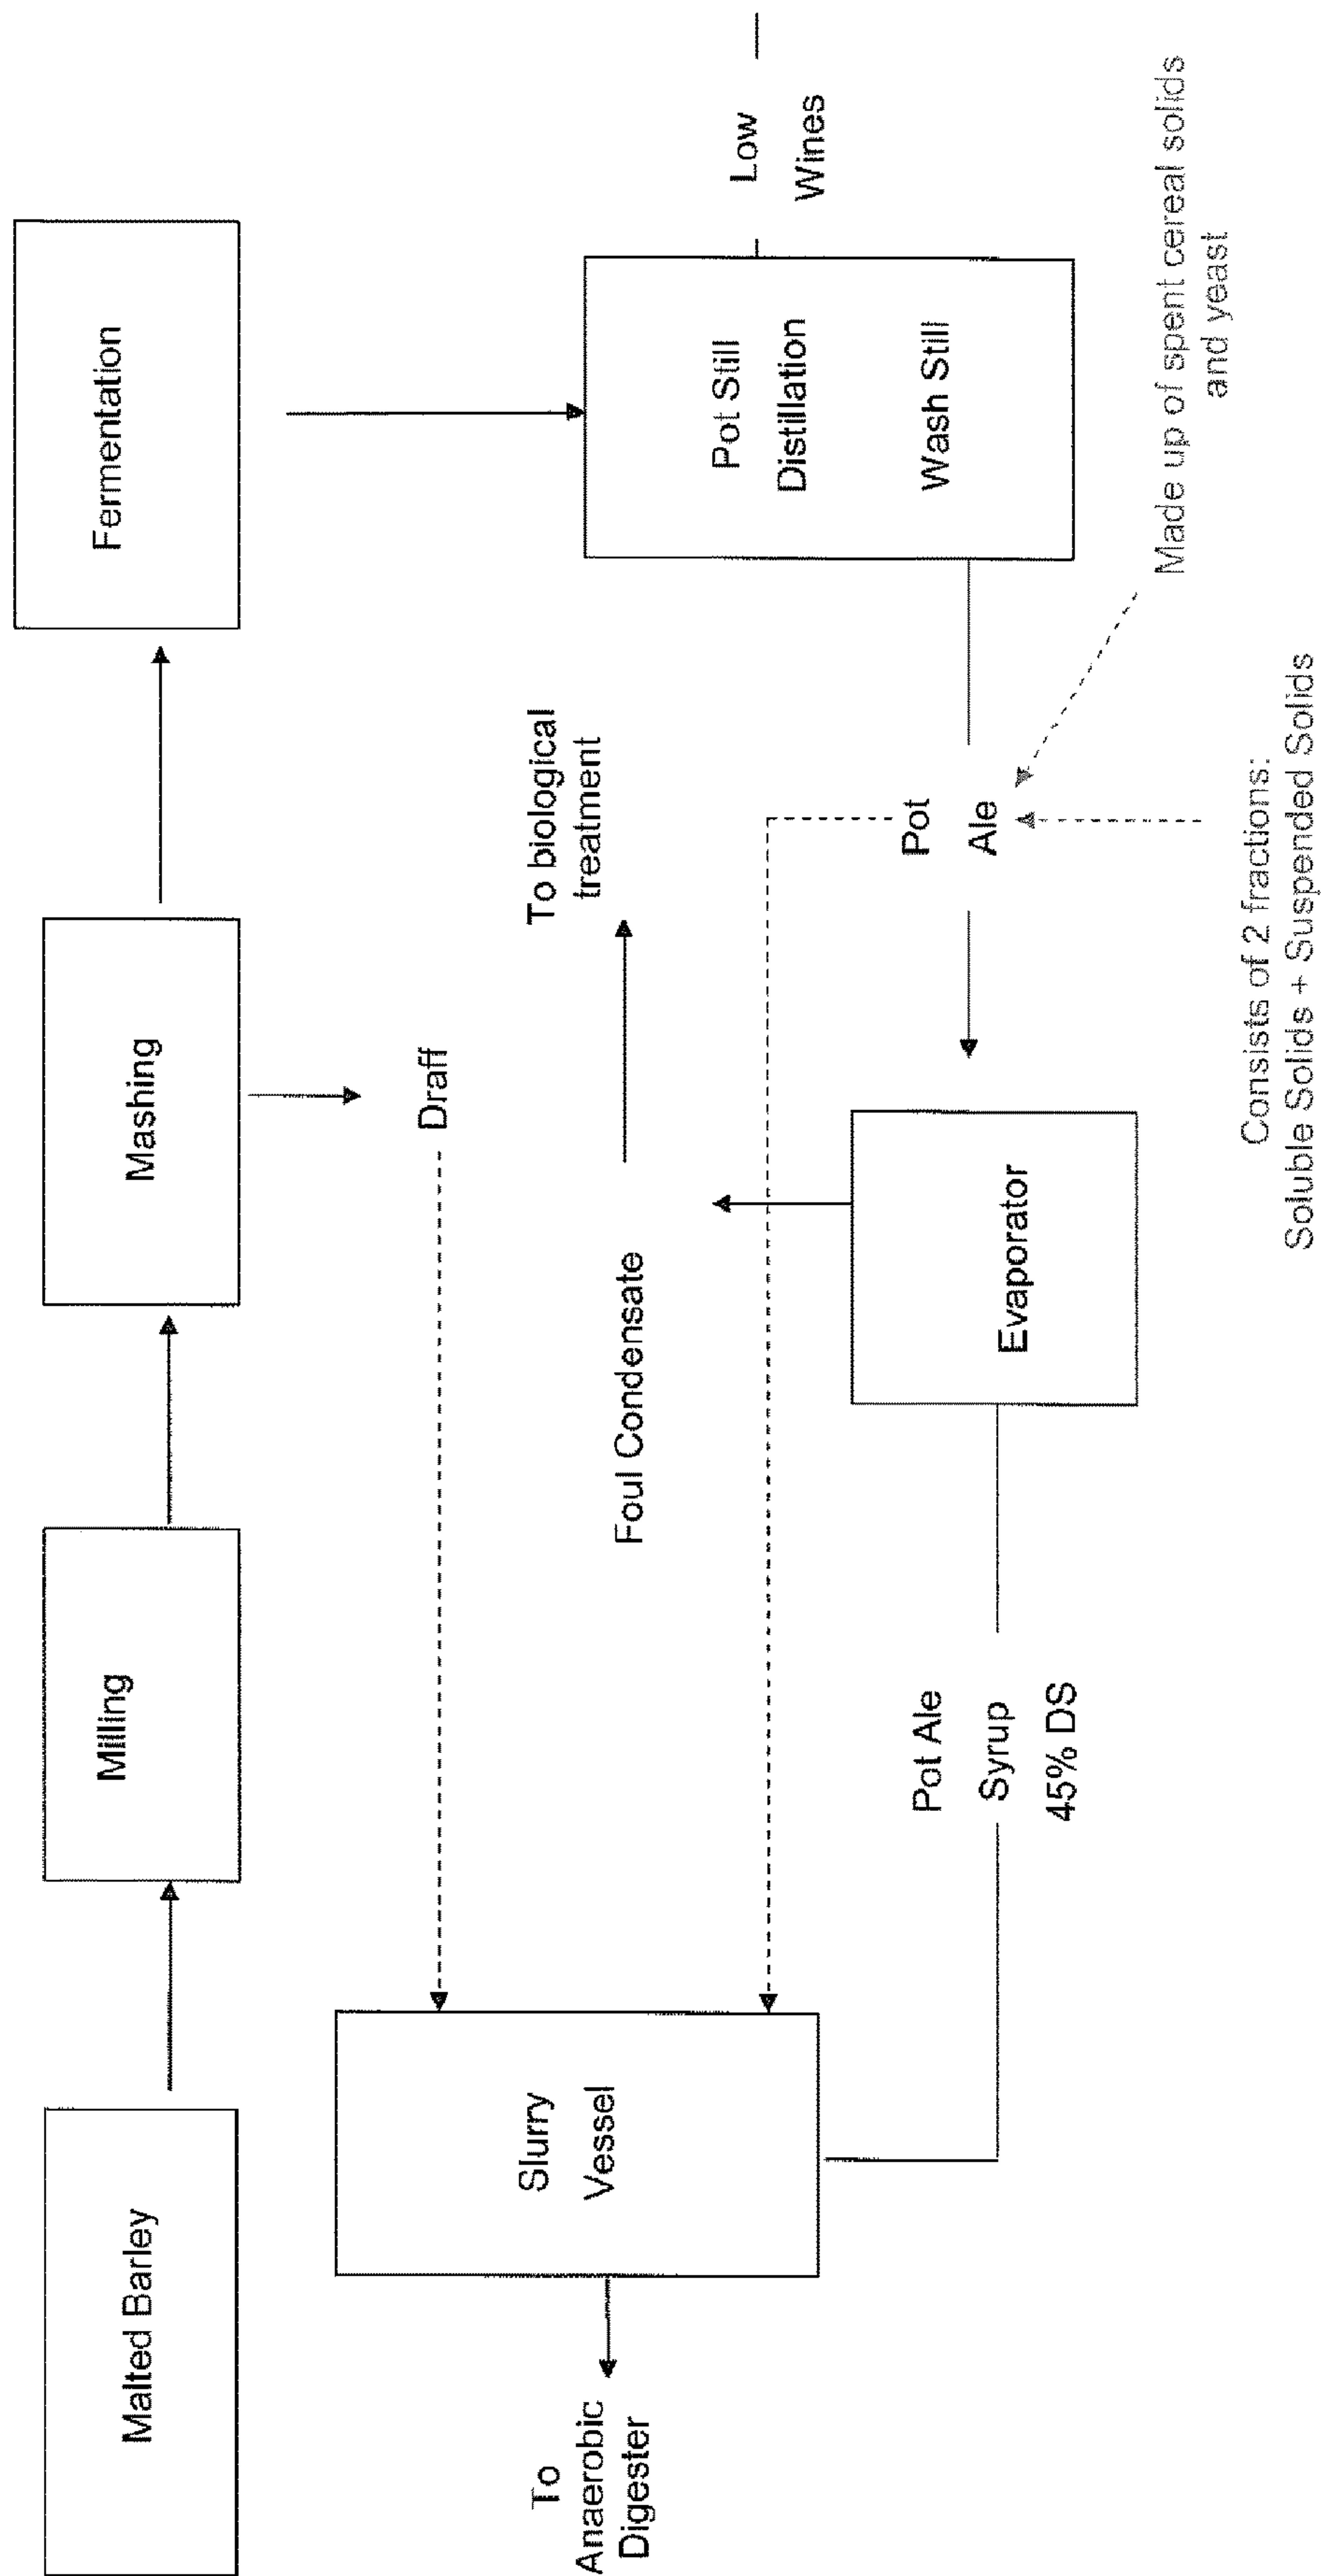 Malted Barley
Milling
Mashing
Fermentation
Draff
To
Anaerobic
Digester
Slurry
Vessel
Foul Condensate
To biological
treatment
Pot Still
Distillation
Wash Still
Low
Wines
Pot Ale
Syrup
45% DS
Evaporator
Pot
Ale
Made up of spent cereal solids
and yeast
Consists of 2 fractions:
Soluble Solids + Suspended Solids